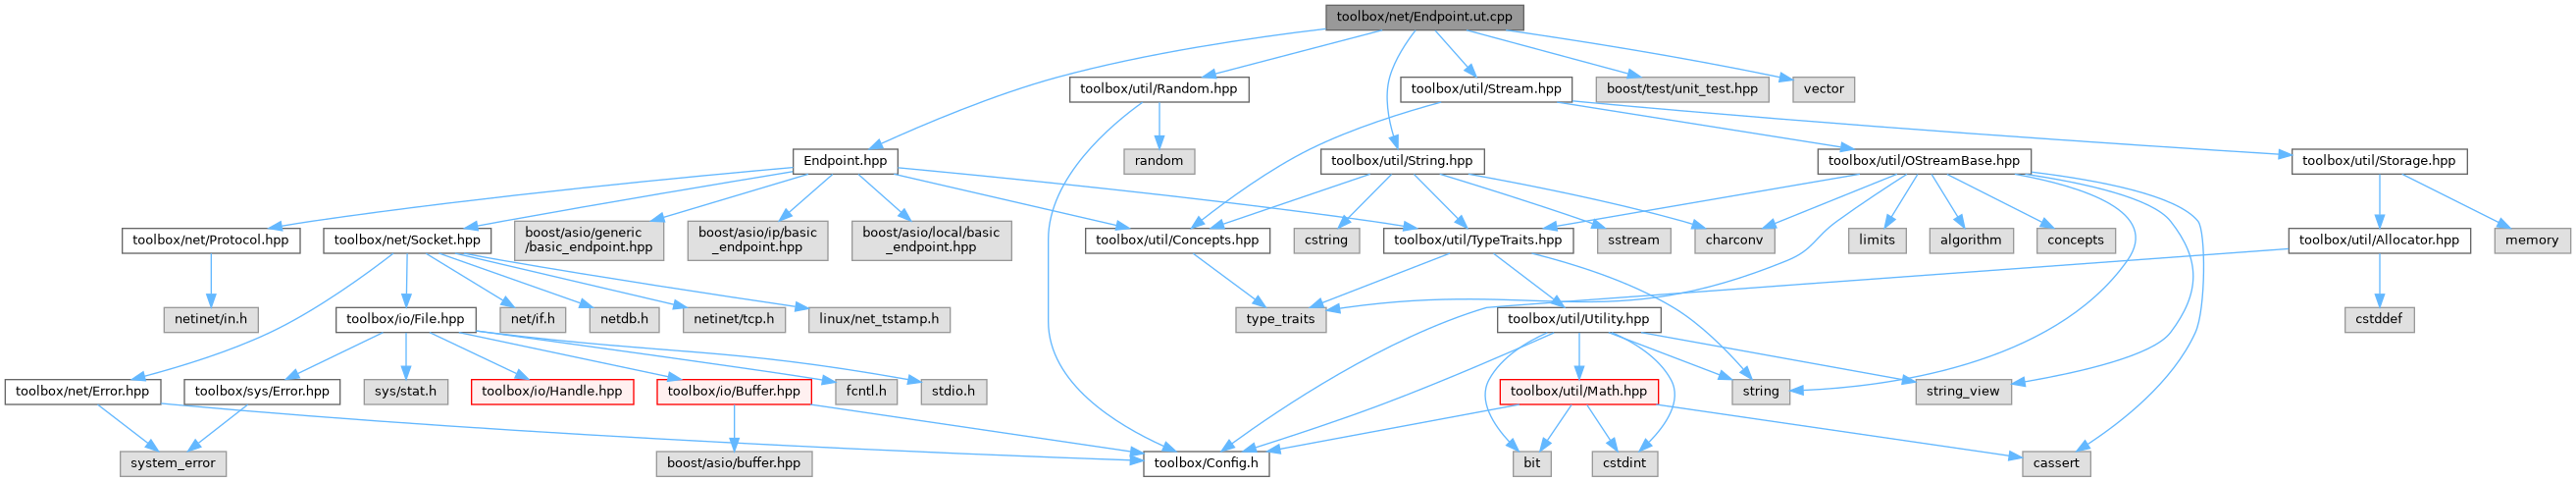 toolbox/net/Endpoint.ut.cpp
toolbox/util/Random.hpp
toolbox/util/Stream.hpp
boost/test/unit_test.hpp
vector
Endpoint.hpp
random
toolbox/util/String.hpp
toolbox/util/OStreamBase.hpp
toolbox/util/Storage.hpp
toolbox/net/Protocol.hpp
toolbox/net/Socket.hpp
boost/asio/generic
/basic_endpoint.hpp
boost/asio/ip/basic
_endpoint.hpp
boost/asio/local/basic
_endpoint.hpp
toolbox/util/Concepts.hpp
cstring
toolbox/util/TypeTraits.hpp
sstream
charconv
limits
algorithm
concepts
toolbox/util/Allocator.hpp
memory
netinet/in.h
toolbox/io/File.hpp
net/if.h
netdb.h
netinet/tcp.h
linux/net_tstamp.h
type_traits
toolbox/util/Utility.hpp
cstddef
toolbox/net/Error.hpp
toolbox/sys/Error.hpp
sys/stat.h
toolbox/io/Handle.hpp
toolbox/io/Buffer.hpp
fcntl.h
stdio.h
toolbox/util/Math.hpp
string
string_view
system_error
boost/asio/buffer.hpp
toolbox/Config.h
bit
cstdint
cassert